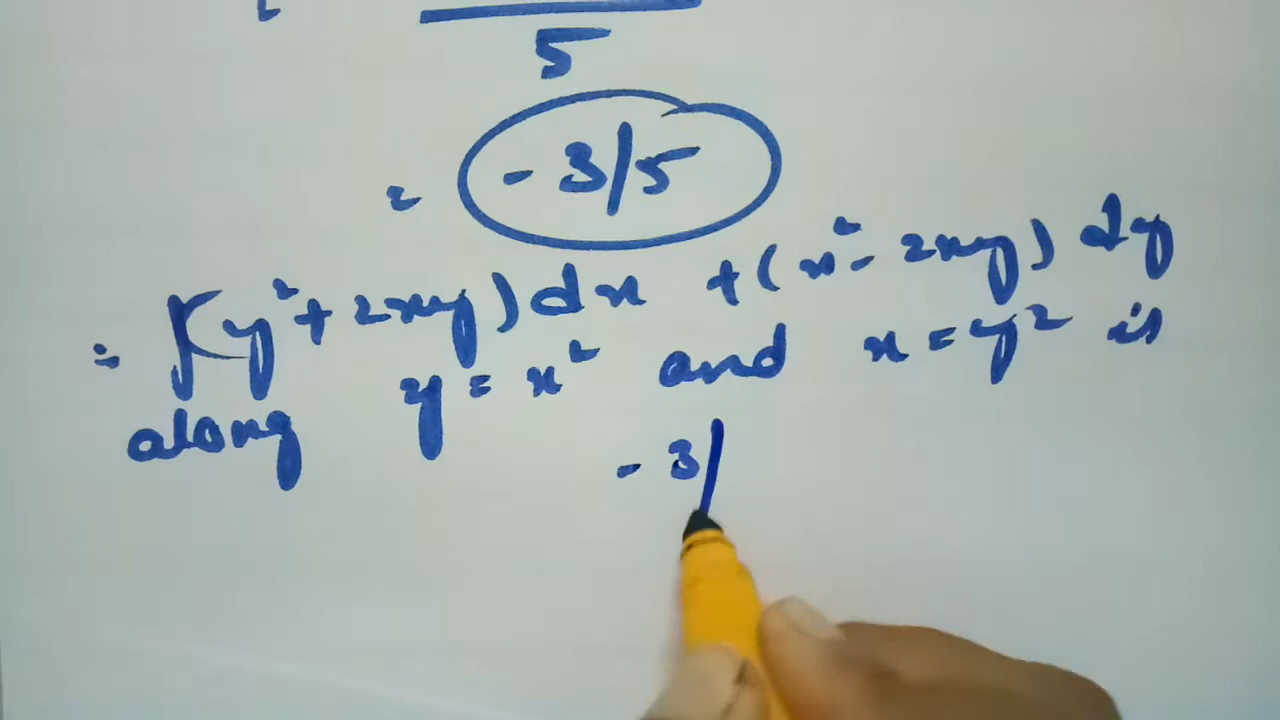 5
= - 3/5
= ∫(y²+2xy)dx + (x²-2xy) dy
along y = x² and x = y² is
- 3/